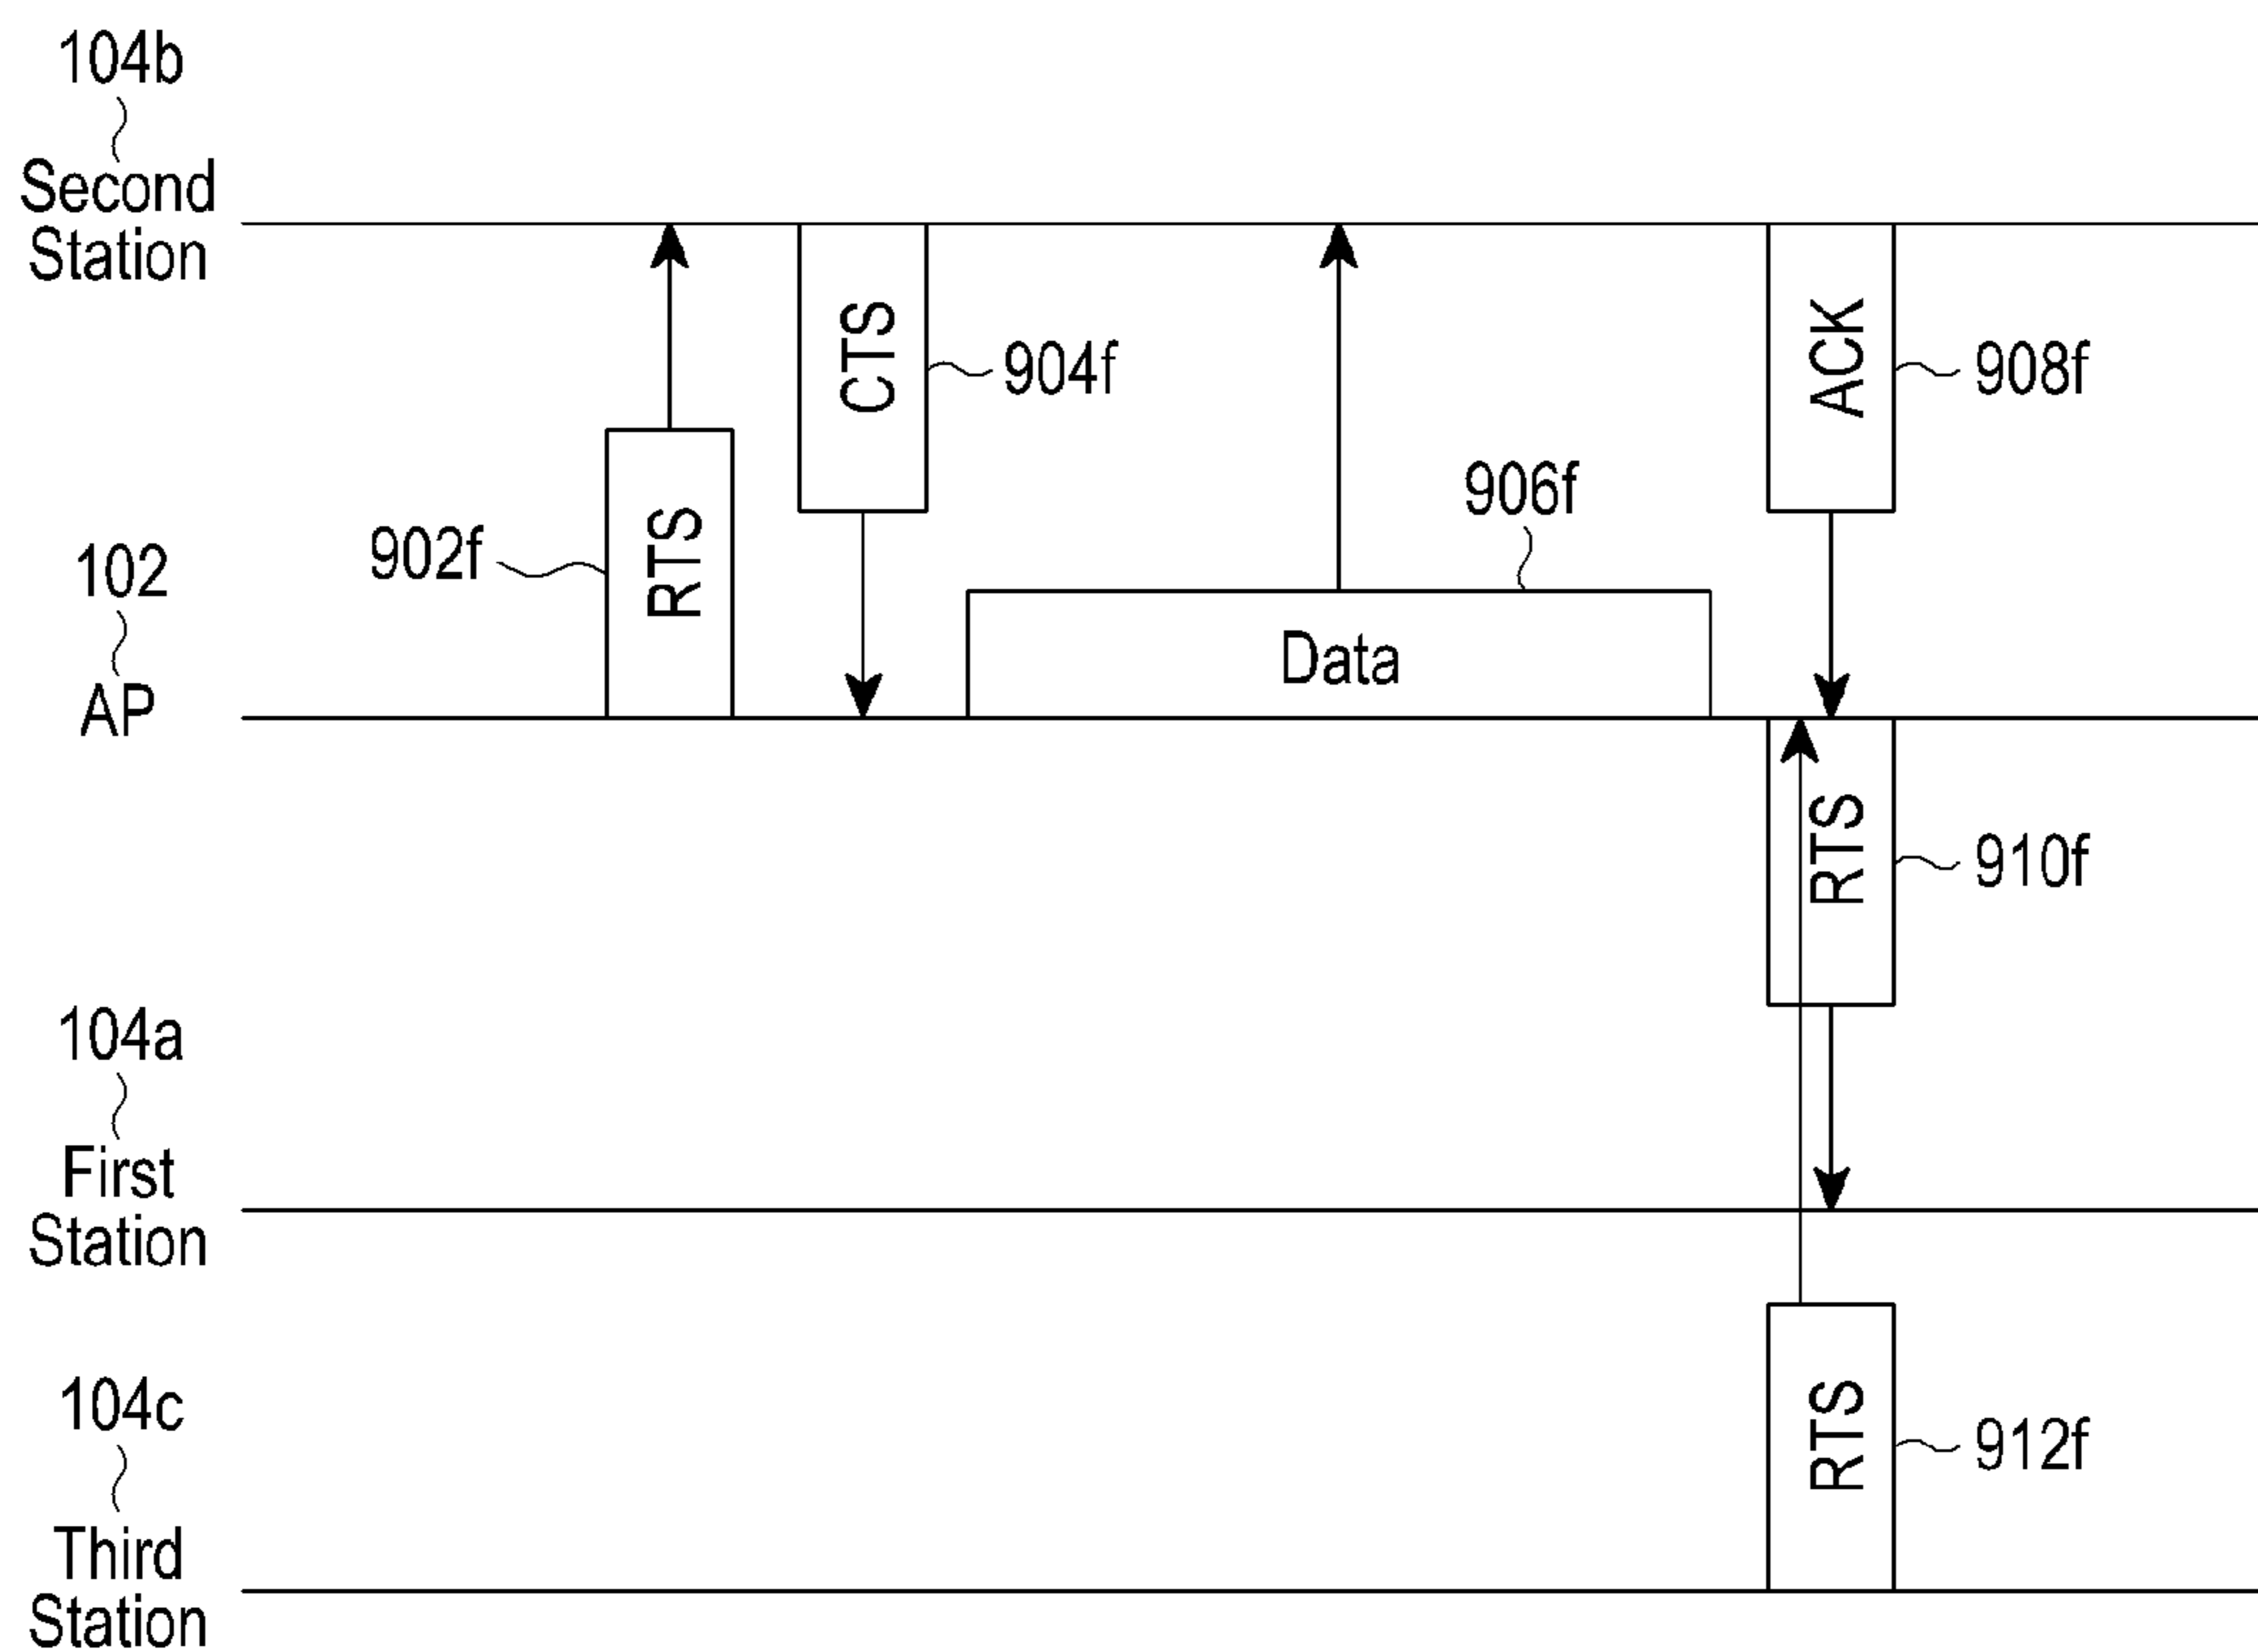 104b
Second
Station
CTS
904f
ACK
908f
906f
902f
RTS
102
AP
Data
RTS
910f
104a
First
Station
104c
RTS
912f
Third
Station